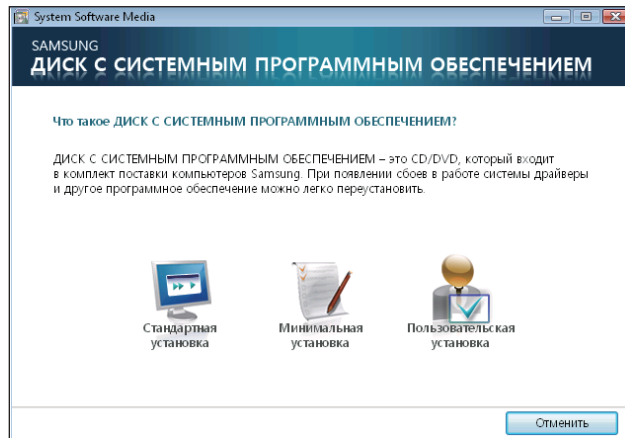 System Software Media
SAMSUNG
ДИСК С СИСТЕМНЫМ ПРОГРАММНЫМ ОБЕСПЕЧЕНИЕМ
Что такое ДИСК С СИСТЕМНЫМ ПРОГРАММНЫМ ОБЕСПЕЧЕНИЕМ?
ДИСК С СИСТЕМНЫМ ПРОГРАММНЫМ ОБЕСПЕЧЕНИЕМ – это CD/DVD, который входит
в комплект поставки компьютеров Samsung. При появлении сбоев в работе системы драйверы
и другое программное обеспечение можно легко переустановить.
Стандартная
установка
Минимальная
установка
Пользовательская
установка
Отменить